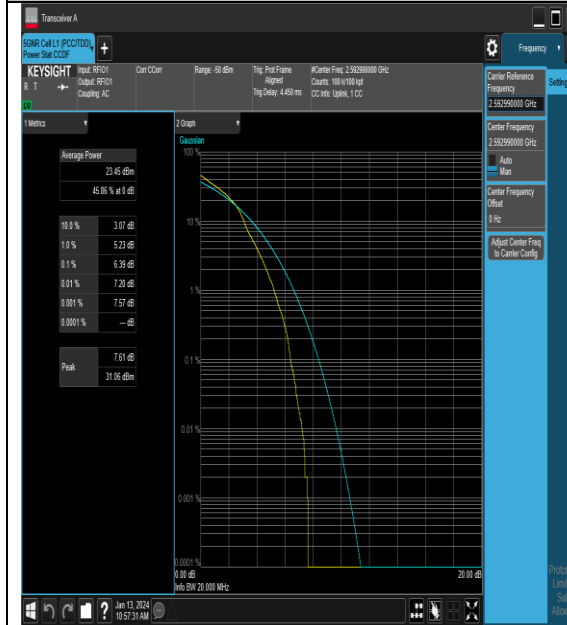 Transceiver A
5GNR Cell L1 (PCC/TDD),
Power Stat CCDF
Frequency
KEYSIGHT
R T
LV
Input: RFIO1
Output: RFIO1
Coupling: AC
Corr CCorr
Range: -50 dBm
Trig: Prot Frame
Aligned
Trig Delay: 4.450 ms
#Center Freq: 2.592990000 GHz
Counts: 100 k/100 kpt
CC Info: Uplink, 1 CC
Carrier Reference
Frequency
2.592990000 GHz
Setting
Center Frequency
2.592990000 GHz
Auto
Man
Center Frequency
Offset
0 Hz
Adjust Center Freq
to Carrier Config
1 Metrics
Average Power
23.45 dBm
45.86 % at 0 dB
10.0 % 3.07 dB
1.0 % 5.23 dB
0.1 % 6.39 dB
0.01 % 7.20 dB
0.001 % 7.57 dB
0.0001 % --- dB
Peak
7.61 dB
31.06 dBm
2 Graph
Gaussian
100 %
10 %
1 %
0.1 %
0.01 %
0.001 %
0.0001 %
0.00 dB
20.00 dB
Info BW 20.000 MHz
Jan 13, 2024
10:57:31 AM